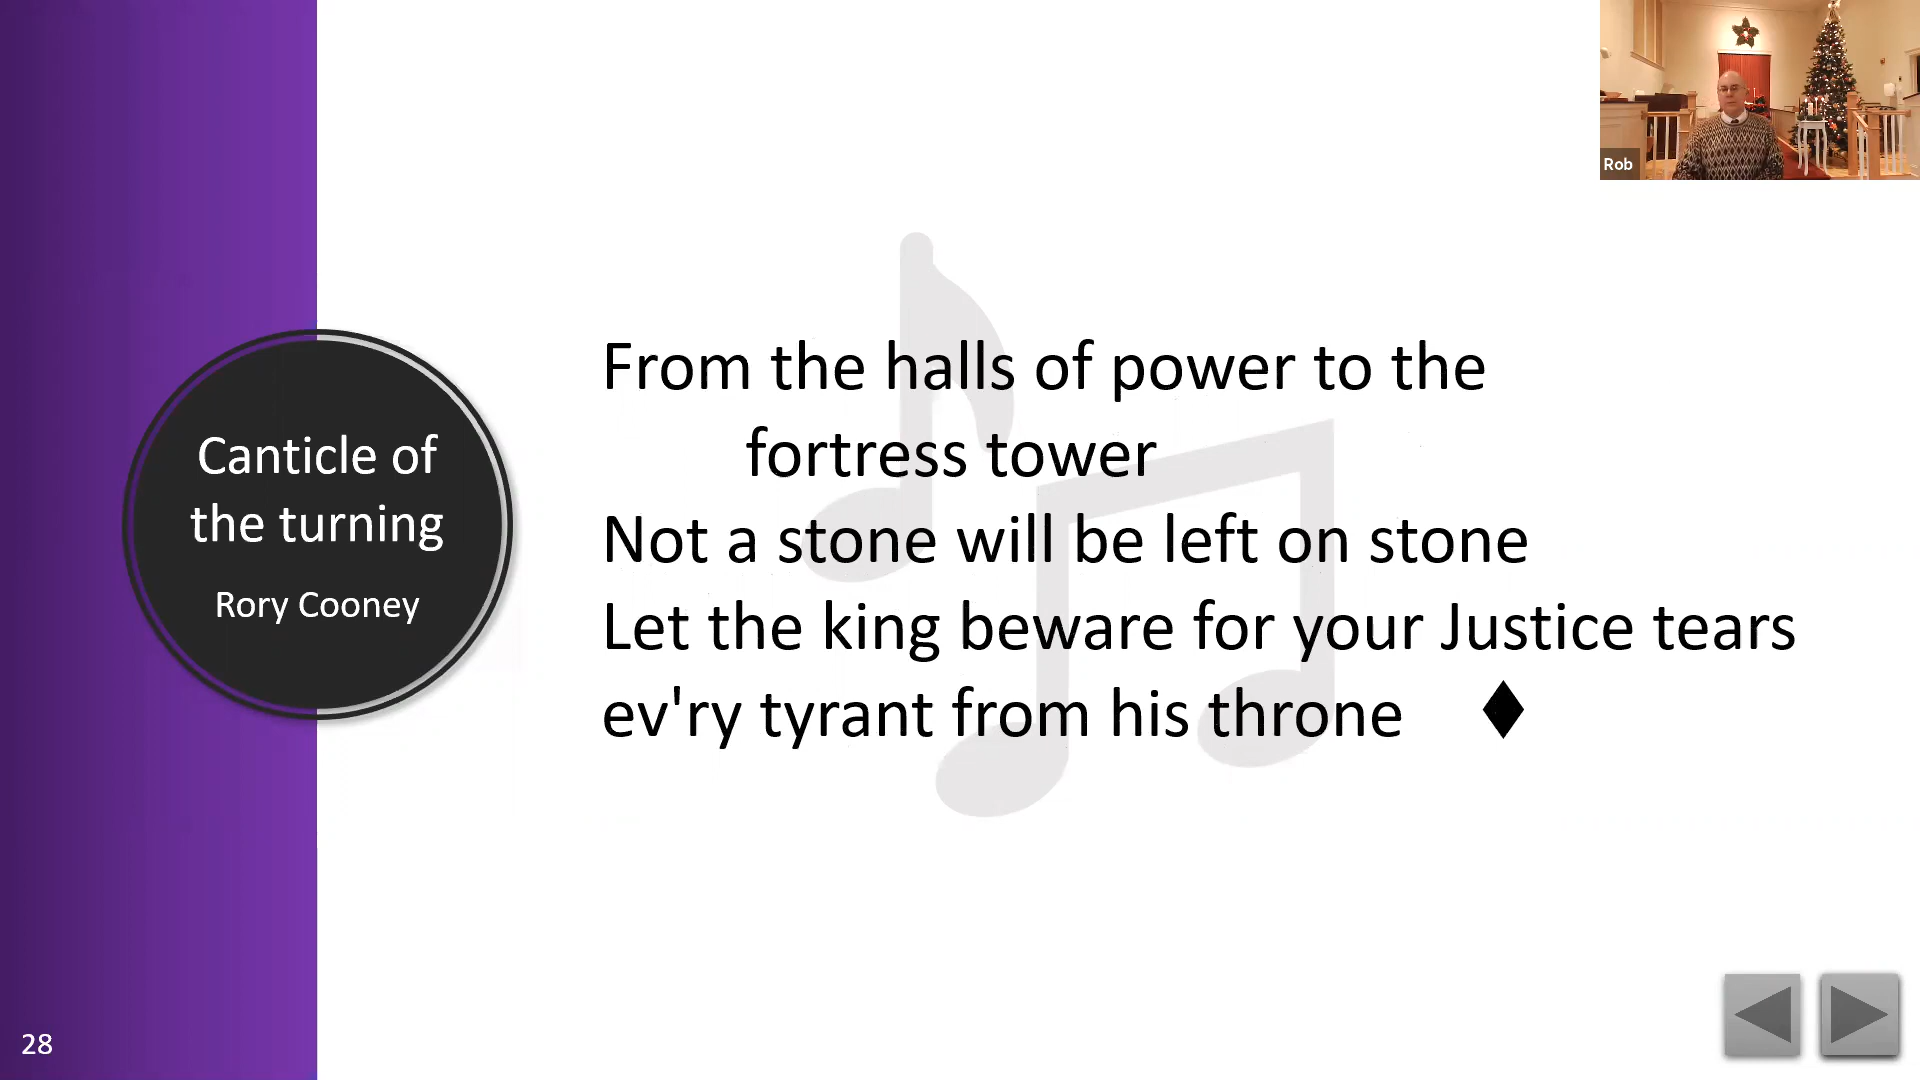 Rob
Canticle of
the turning
Rory Cooney
From the halls of power to the
fortress tower
Not a stone will be left on stone
Let the king beware for your Justice tears
ev'ry tyrant from his throne ♦
28